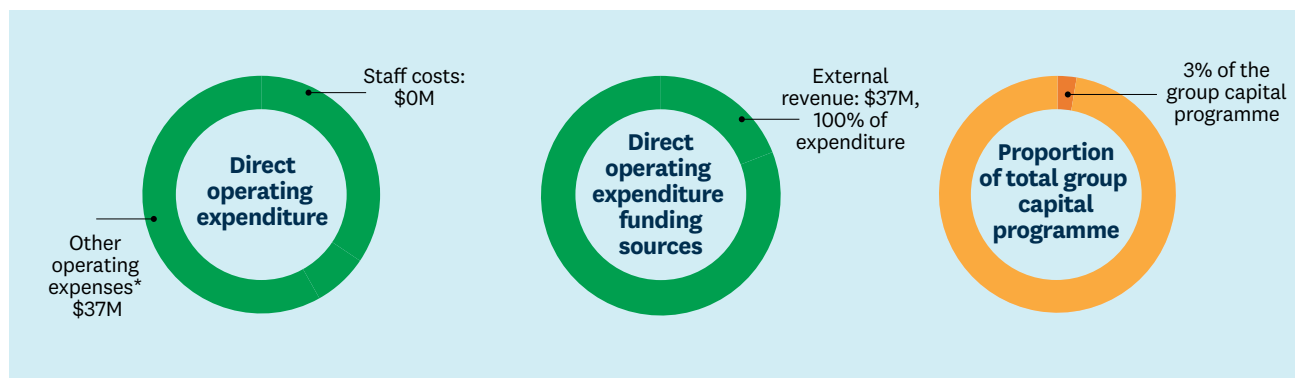 Staff costs:
$0M
Direct
operating
expenditure
Other
operating
expenses*
$37M
External
revenue: $37M,
100% of
expenditure
Direct
operating
expenditure
funding
sources
3% of the
group capital
programme
Proportion
of total group
capital
programme